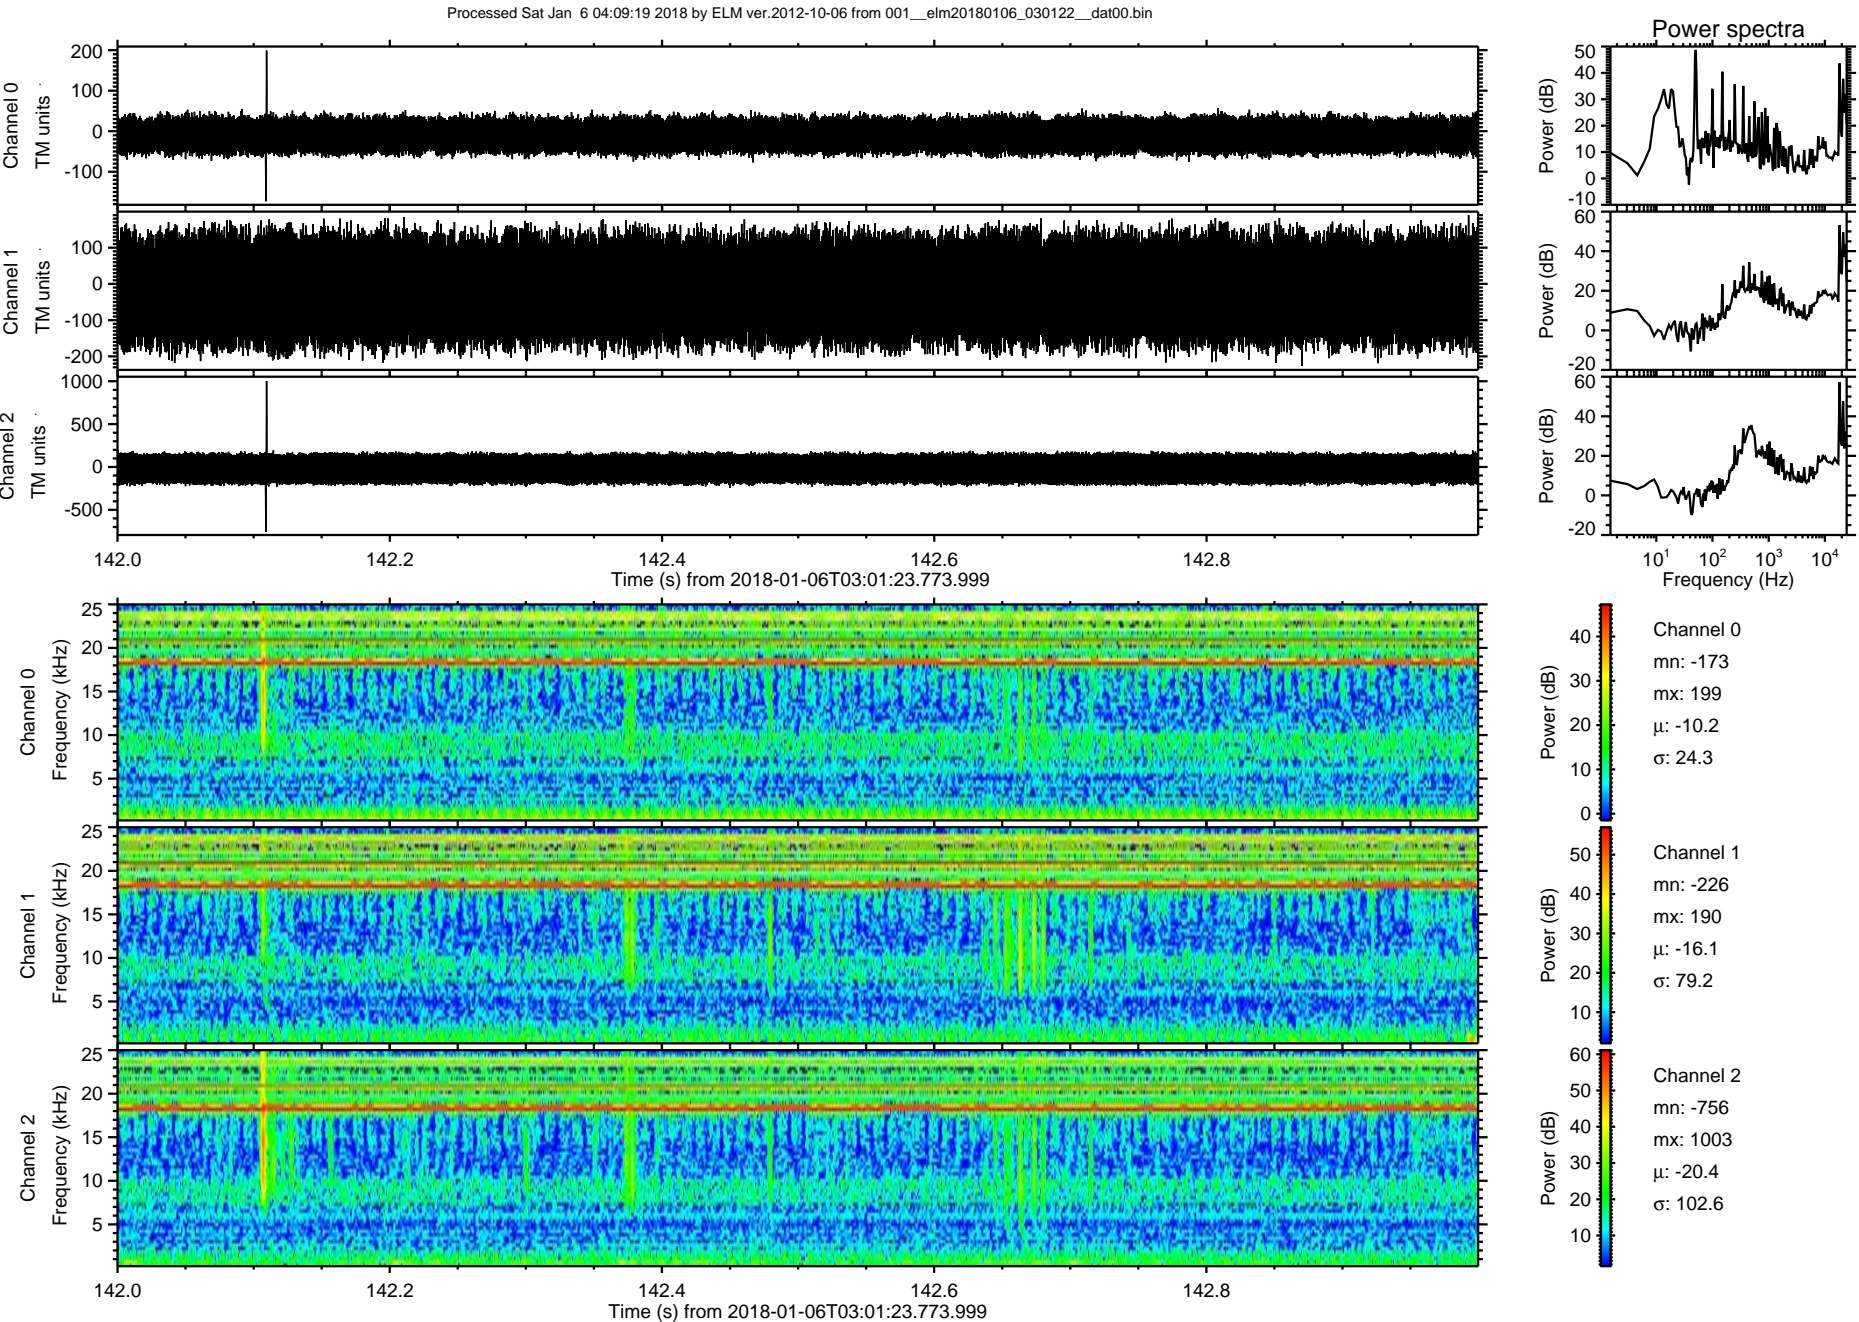 Processed Sat Jan  6 04:09:19 2018 by ELM ver.2012-10-06 from 001__elm20180106_030122__dat00.bin
Power spectra
Channel 0
TM units
200
100
0
-100
Power (dB)
50
40
30
20
10
0
-10
Channel 1
TM units
100
0
-100
-200
Power (dB)
60
40
20
0
-20
Channel 2
TM units
1000
500
0
-500
Power (dB)
60
40
20
0
-20
142.0 142.2 142.4 142.6 142.8
Time (s) from 2018-01-06T03:01:23.773.999
10¹ 10² 10³ 10⁴
Frequency (Hz)
Channel 0
Frequency (kHz)
25
20
15
10
5
Power (dB)
40
30
20
10
0
Channel 0
mn: -173
mx: 199
μ: -10.2
σ: 24.3
Channel 1
Frequency (kHz)
25
20
15
10
5
Power (dB)
50
40
30
20
10
Channel 1
mn: -226
mx: 190
μ: -16.1
σ: 79.2
Channel 2
Frequency (kHz)
25
20
15
10
5
Power (dB)
60
50
40
30
20
10
Channel 2
mn: -756
mx: 1003
μ: -20.4
σ: 102.6
142.0 142.2 142.4 142.6 142.8
Time (s) from 2018-01-06T03:01:23.773.999